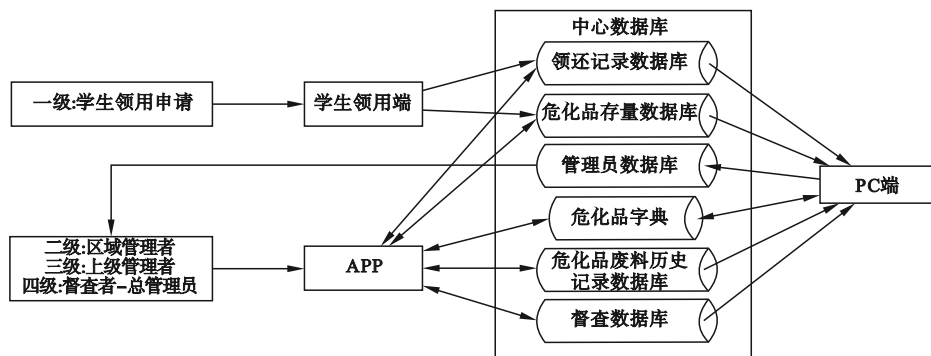 中心数据库
领还记录数据库
一级:学生领用申请
学生领用端
危化品存量数据库
管理员数据库
PC端
危化品字典
二级:区域管理者
三级:上级管理者
四级:督查者-总管理员
APP
危化品废料历史
记录数据库
督查数据库